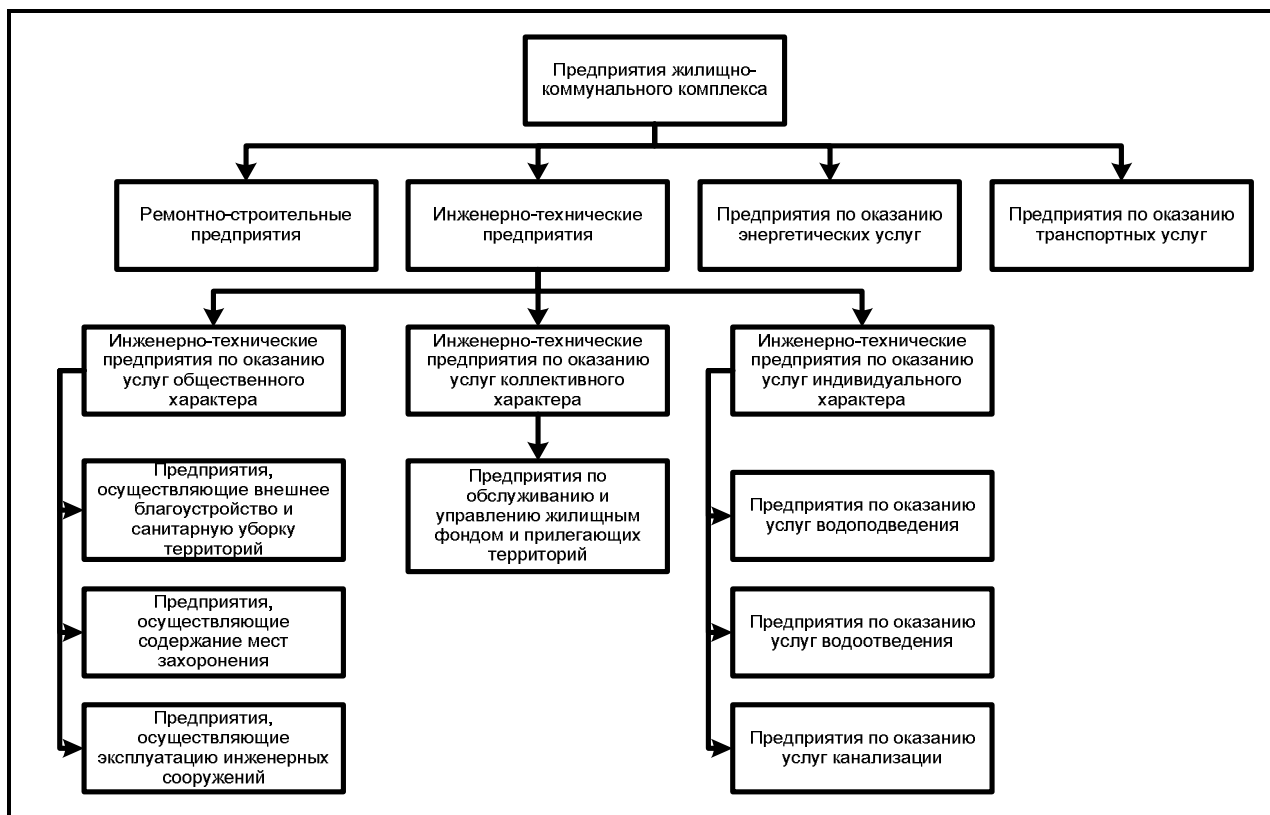 Предприятия жилищно-
коммунального комплекса
Ремонтно-строительные
предприятия
Инженерно-технические
предприятия
Предприятия по оказанию
энергетических услуг
Предприятия по оказанию
транспортных услуг
Инженерно-технические
предприятия по оказанию
услуг общественного
характера
Инженерно-технические
предприятия по оказанию
услуг коллективного
характера
Инженерно-технические
предприятия по оказанию
услуг индивидуального
характера
Предприятия,
осуществляющие внешнее
благоустройство и
санитарную уборку
территорий
Предприятия по
обслуживанию и
управлению жилищным
фондом и прилегающих
территорий
Предприятия по оказанию
услуг водоподведения
Предприятия,
осуществляющие
содержание мест
захоронения
Предприятия по оказанию
услуг водоотведения
Предприятия,
осуществляющие
эксплуатацию инженерных
сооружений
Предприятия по оказанию
услуг канализации